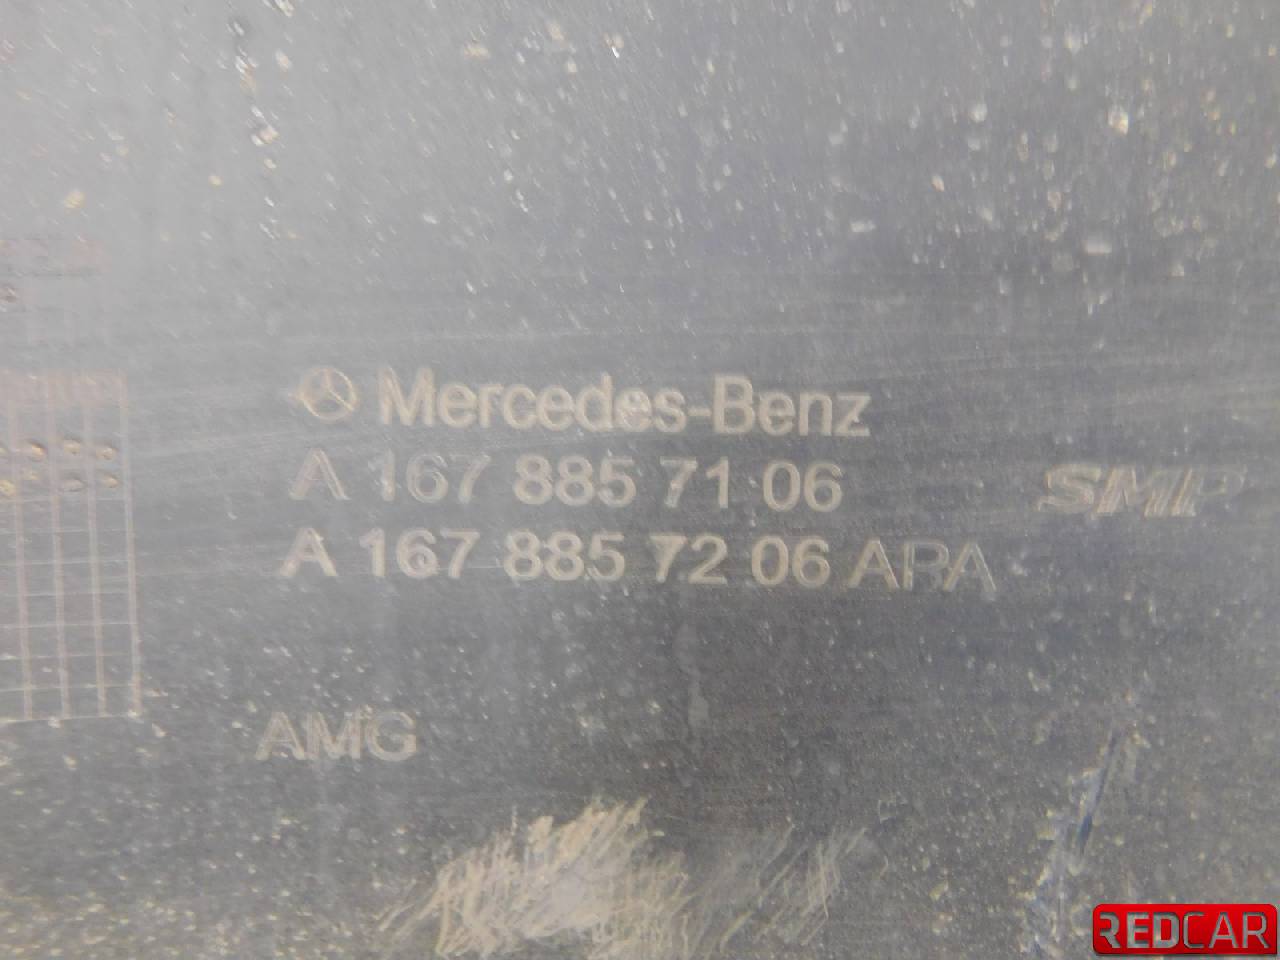 Mercedes-Benz
A 167 885 71 06
SMP
A 167 885 72 06 APA
AMG
REDCAR